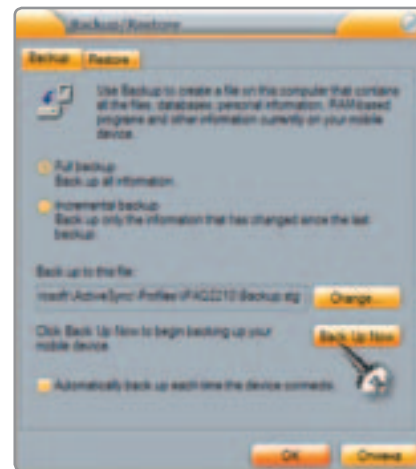 Backup/Restore
Backup Restore
Use Backup to create a file on this computer that contains
all the files, databases, personal information, RAM-based
programs and other information currently on your mobile
device.
Full backup
Back up all information.
Incremental backup
Back up only the information that has changed since the last
backup.
Back up to this file:
rosoft\ActiveSync\Profiles\iPAQ2210\Backup.stg Change...
Click Back Up Now to begin backing up your
mobile device.
Back Up Now
Automatically back up each time the device connects.
OK Отмена